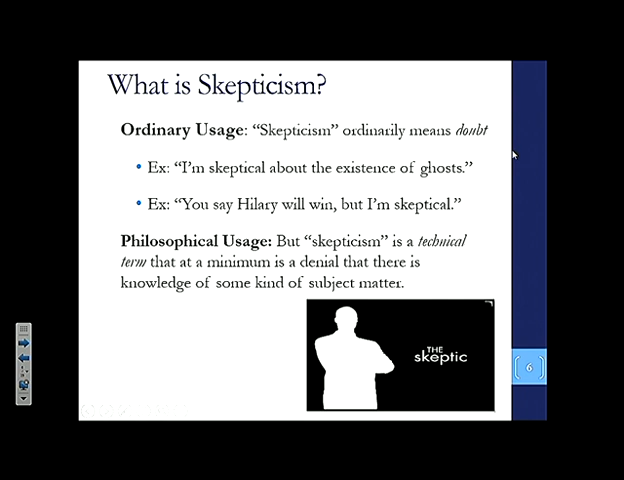 What is Skepticism?
Ordinary Usage: “Skepticism” ordinarily means doubt
• Ex: “I’m skeptical about the existence of ghosts.”
• Ex: “You say Hilary will win, but I’m skeptical.”
Philosophical Usage: But “skepticism” is a technical
term that at a minimum is a denial that there is
knowledge of some kind of subject matter.
THE
skeptic
6